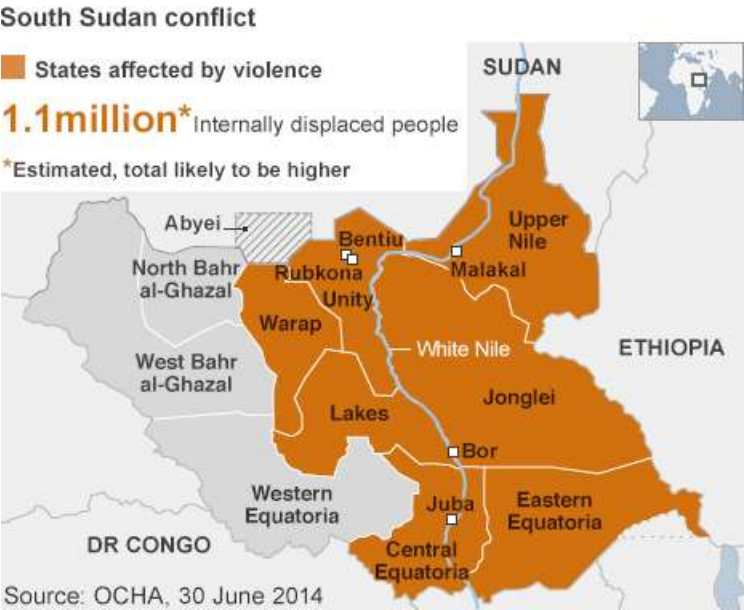 South Sudan conflict
States affected by violence
1.1million* Internally displaced people
*Estimated, total likely to be higher
SUDAN
Abyei
Upper
Nile
Bentiu
Malakal
North Bahr
al-Ghazal
Rubkona
Unity
Warap
White Nile
ETHIOPIA
West Bahr
al-Ghazal
Jonglei
Lakes
Bor
Western
Equatoria
Juba
Eastern
Equatoria
DR CONGO
Central
Equatoria
Source: OCHA, 30 June 2014